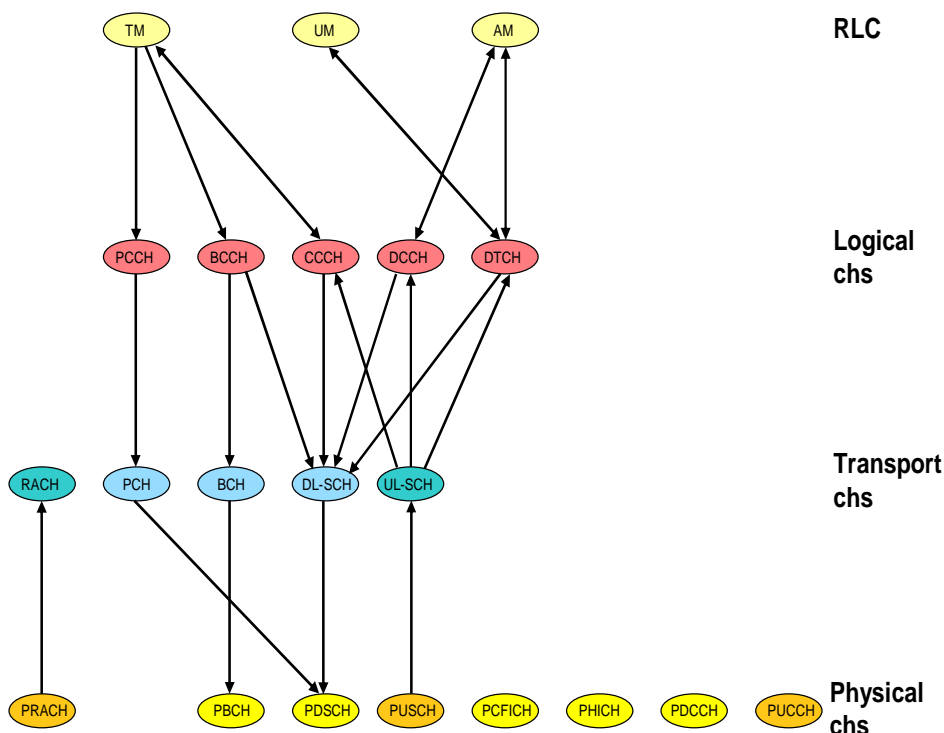 TM UM AM RLC
PCCH BCCH CCCH DCCH DTCH Logical
chs
RACH PCH BCH DL-SCH UL-SCH Transport
chs
PRACH PBCH PDSCH PUSCH PCFICH PHICH PDCCH PUCCH Physical
chs